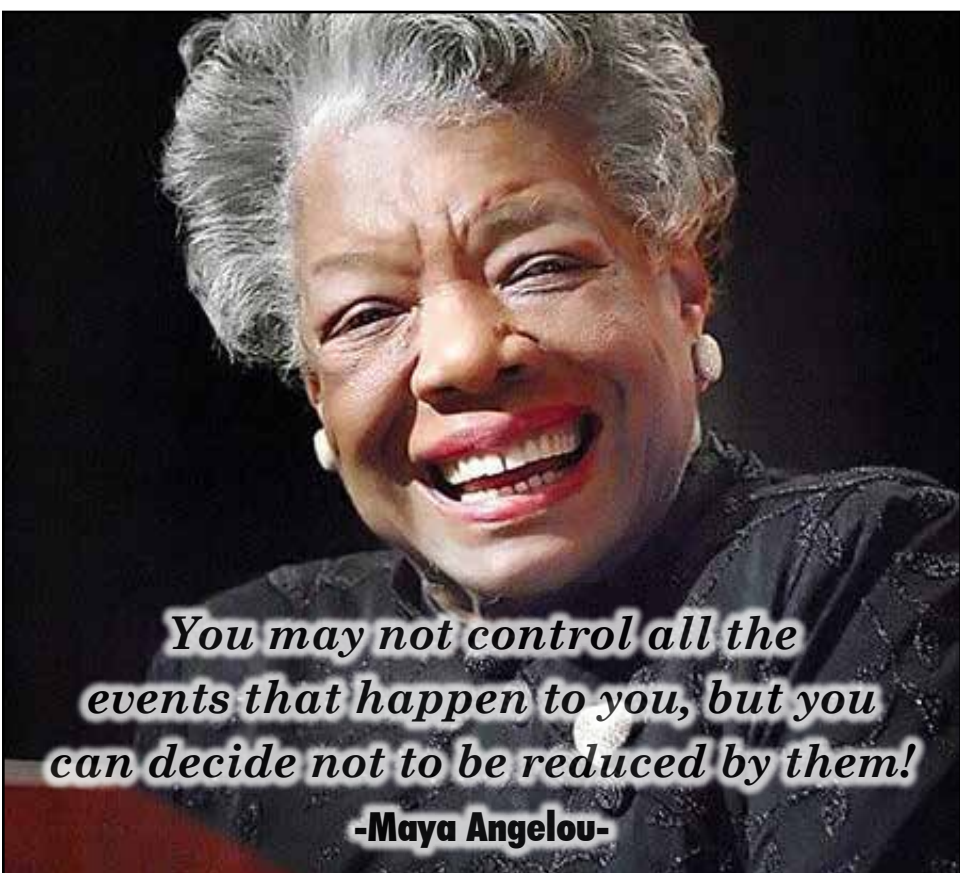 You may not control all the
events that happen to you, but you
can decide not to be reduced by them!
-Maya Angelou-